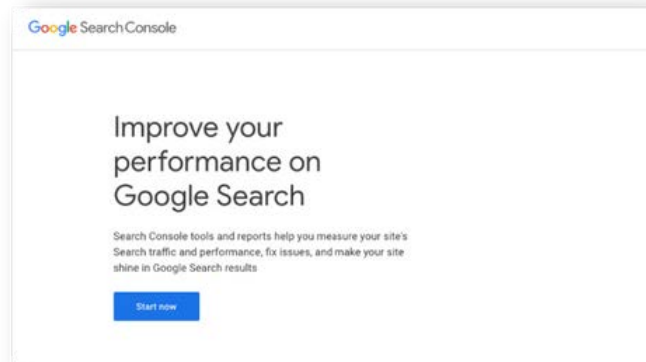 Google Search Console
Improve your
performance on
Google Search
Search Console tools and reports help you measure your site's
Search traffic and performance, fix issues, and make your site
shine in Google Search results
Start now